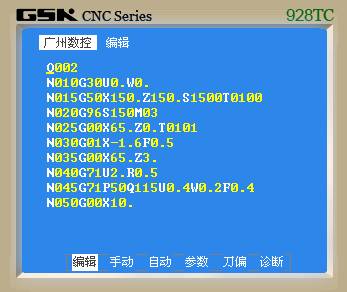 GSK CNC Series 928TC
广州数控 编辑
O002
N010G30U0.W0.
N015G50X150.Z150.S1500T0100
N020G96S150M03
N025G00X65.Z0.T0101
N030G01X-1.6F0.5
N035G00X65.Z3.
N040G71U2.R0.5
N045G71P50Q115U0.4W0.2F0.4
N050G00X10.
编辑 手动 自动 参数 刀偏 诊断